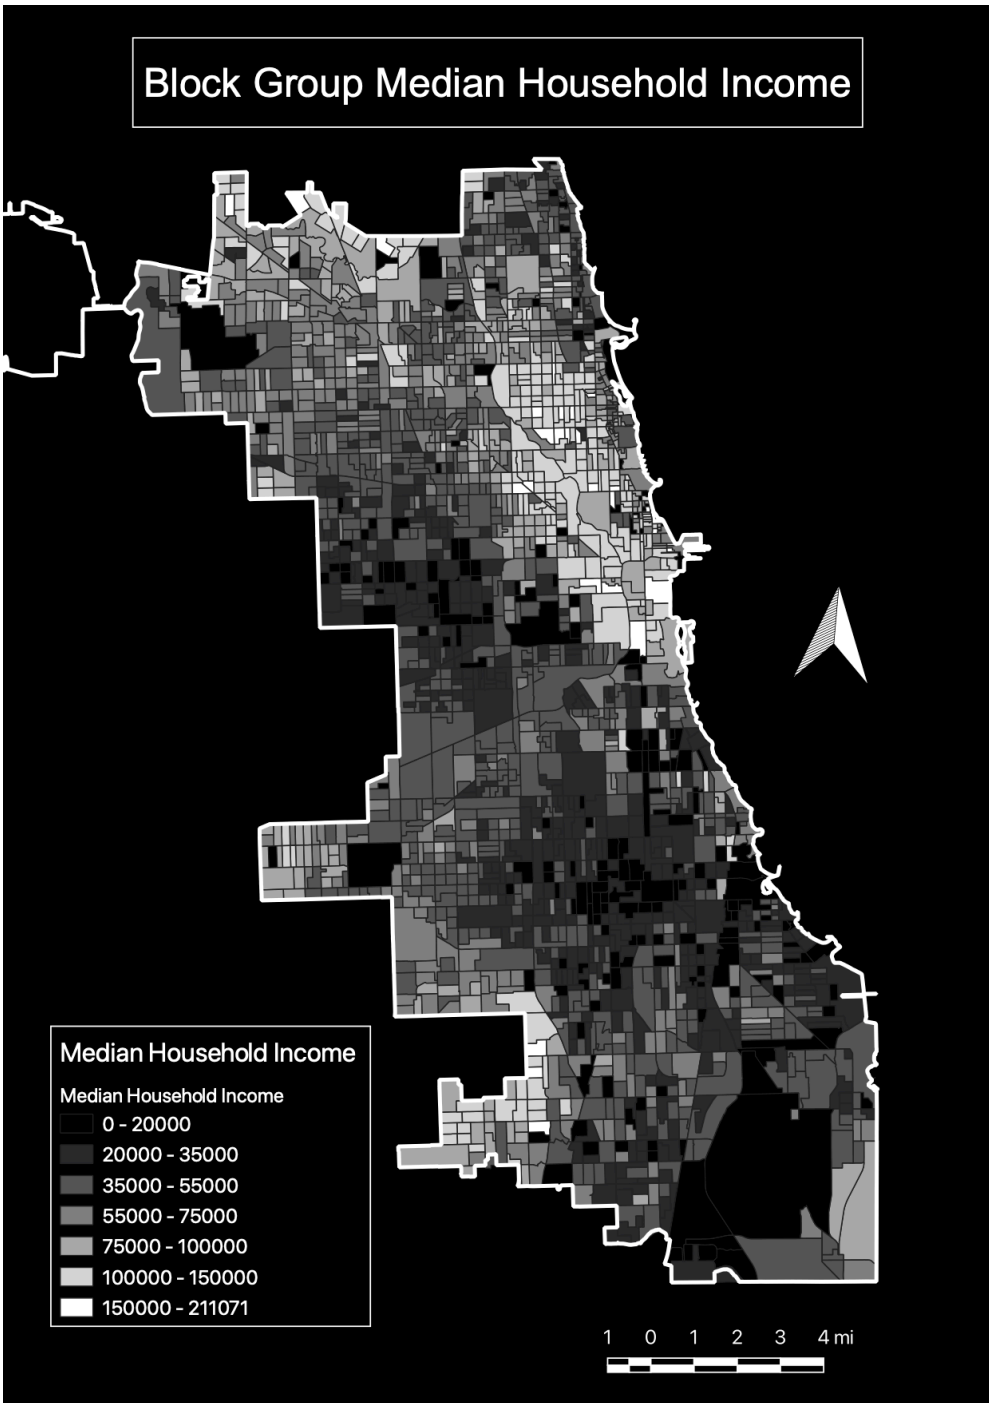 Block Group Median Household Income
Median Household Income
Median Household Income
0 - 20000
20000 - 35000
35000 - 55000
55000 - 75000
75000 - 100000
100000 - 150000
150000 - 211071
1 0 1 2 3 4 mi